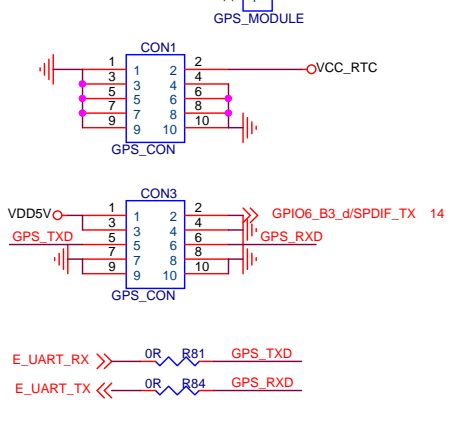 GPS_MODULE
CON1
1 2
VCC_RTC
1 2
3 4
3 4
5 6
5 6
7 8
7 8
9 10
9 10
GPS_CON
CON3
1 2
VDD5V 1 2 GPIO6_B3_d/SPDIF_TX 14
3 4
3 4
GPS_TXD 5 6 GPS_RXD
5 6
7 8
7 8
9 10
9 10
GPS_CON
E_UART_RX 0R R81 GPS_TXD
E_UART_TX 0R R84 GPS_RXD